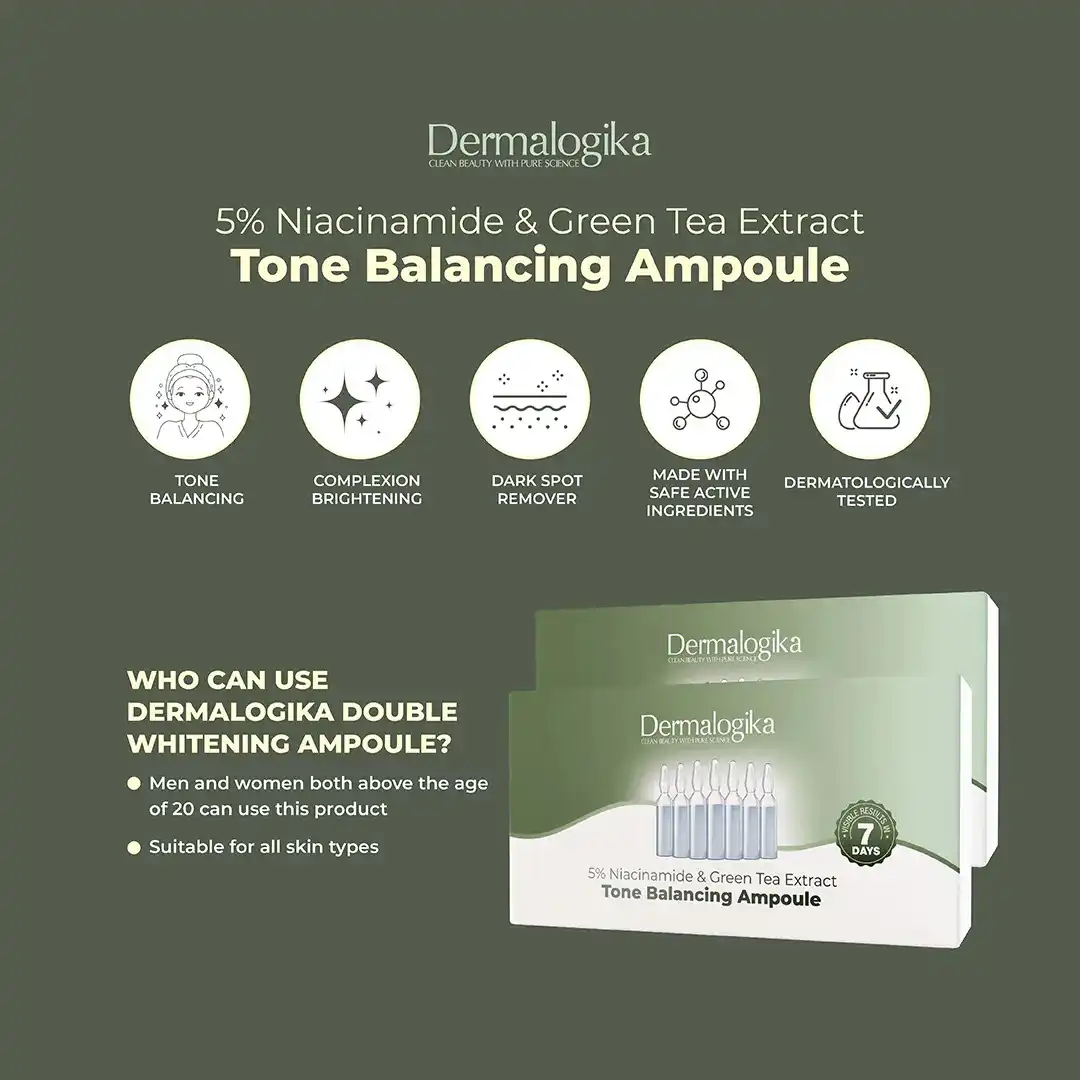 Dermalogika
CLEAN BEAUTY WITH PURE SCIENCE
5% Niacinamide & Green Tea Extract
Tone Balancing Ampoule
TONE
BALANCING
COMPLEXION
BRIGHTENING
DARK SPOT
REMOVER
MADE WITH
SAFE ACTIVE
INGREDIENTS
DERMATOLOGICALLY
TESTED
WHO CAN USE
DERMALOGIKA DOUBLE
WHITENING AMPOULE?
Men and women both above the age
of 20 can use this product
Suitable for all skin types
Dermalogika
CLEAN BEAUTY WITH PURE SCIENCE
Dermalogika
CLEAN BEAUTY WITH PURE SCIENCE
VISIBLE RESULTS IN
7
DAYS
5% Niacinamide & Green Tea Extract
Tone Balancing Ampoule